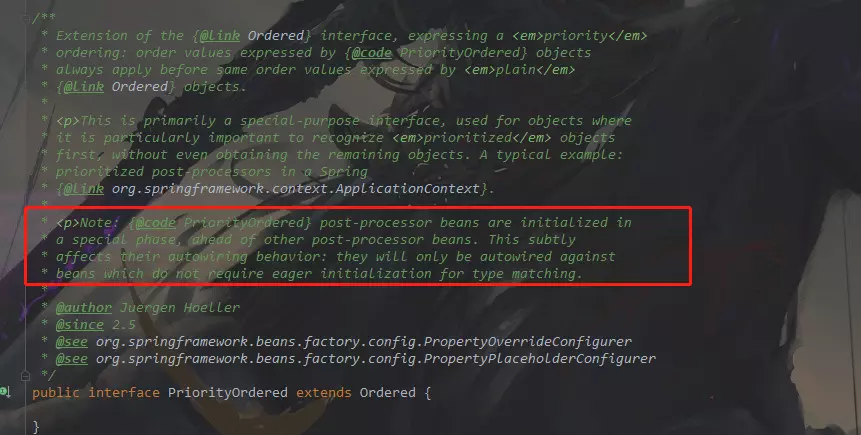 /**
* Extension of the {@link Ordered} interface, expressing a <em>priority</em>
* ordering: order values expressed by {@code PriorityOrdered} objects
* always apply before same order values expressed by <em>plain</em>
* {@link Ordered} objects.
*
* <p>This is primarily a special-purpose interface, used for objects where
* it is particularly important to recognize <em>prioritized</em> objects
* first, without even obtaining the remaining objects. A typical example:
* prioritized post-processors in a Spring
* {@link org.springframework.context.ApplicationContext}.
*
* <p>Note: {@code PriorityOrdered} post-processor beans are initialized in
* a special phase, ahead of other post-processor beans. This subtly
* affects their autowiring behavior: they will only be autowired against
* beans which do not require eager initialization for type matching.
*
* @author Juergen Hoeller
* @since 2.5
* @see org.springframework.beans.factory.config.PropertyOverrideConfigurer
* @see org.springframework.beans.factory.config.PropertyPlaceholderConfigurer
*/
public interface PriorityOrdered extends Ordered {
}